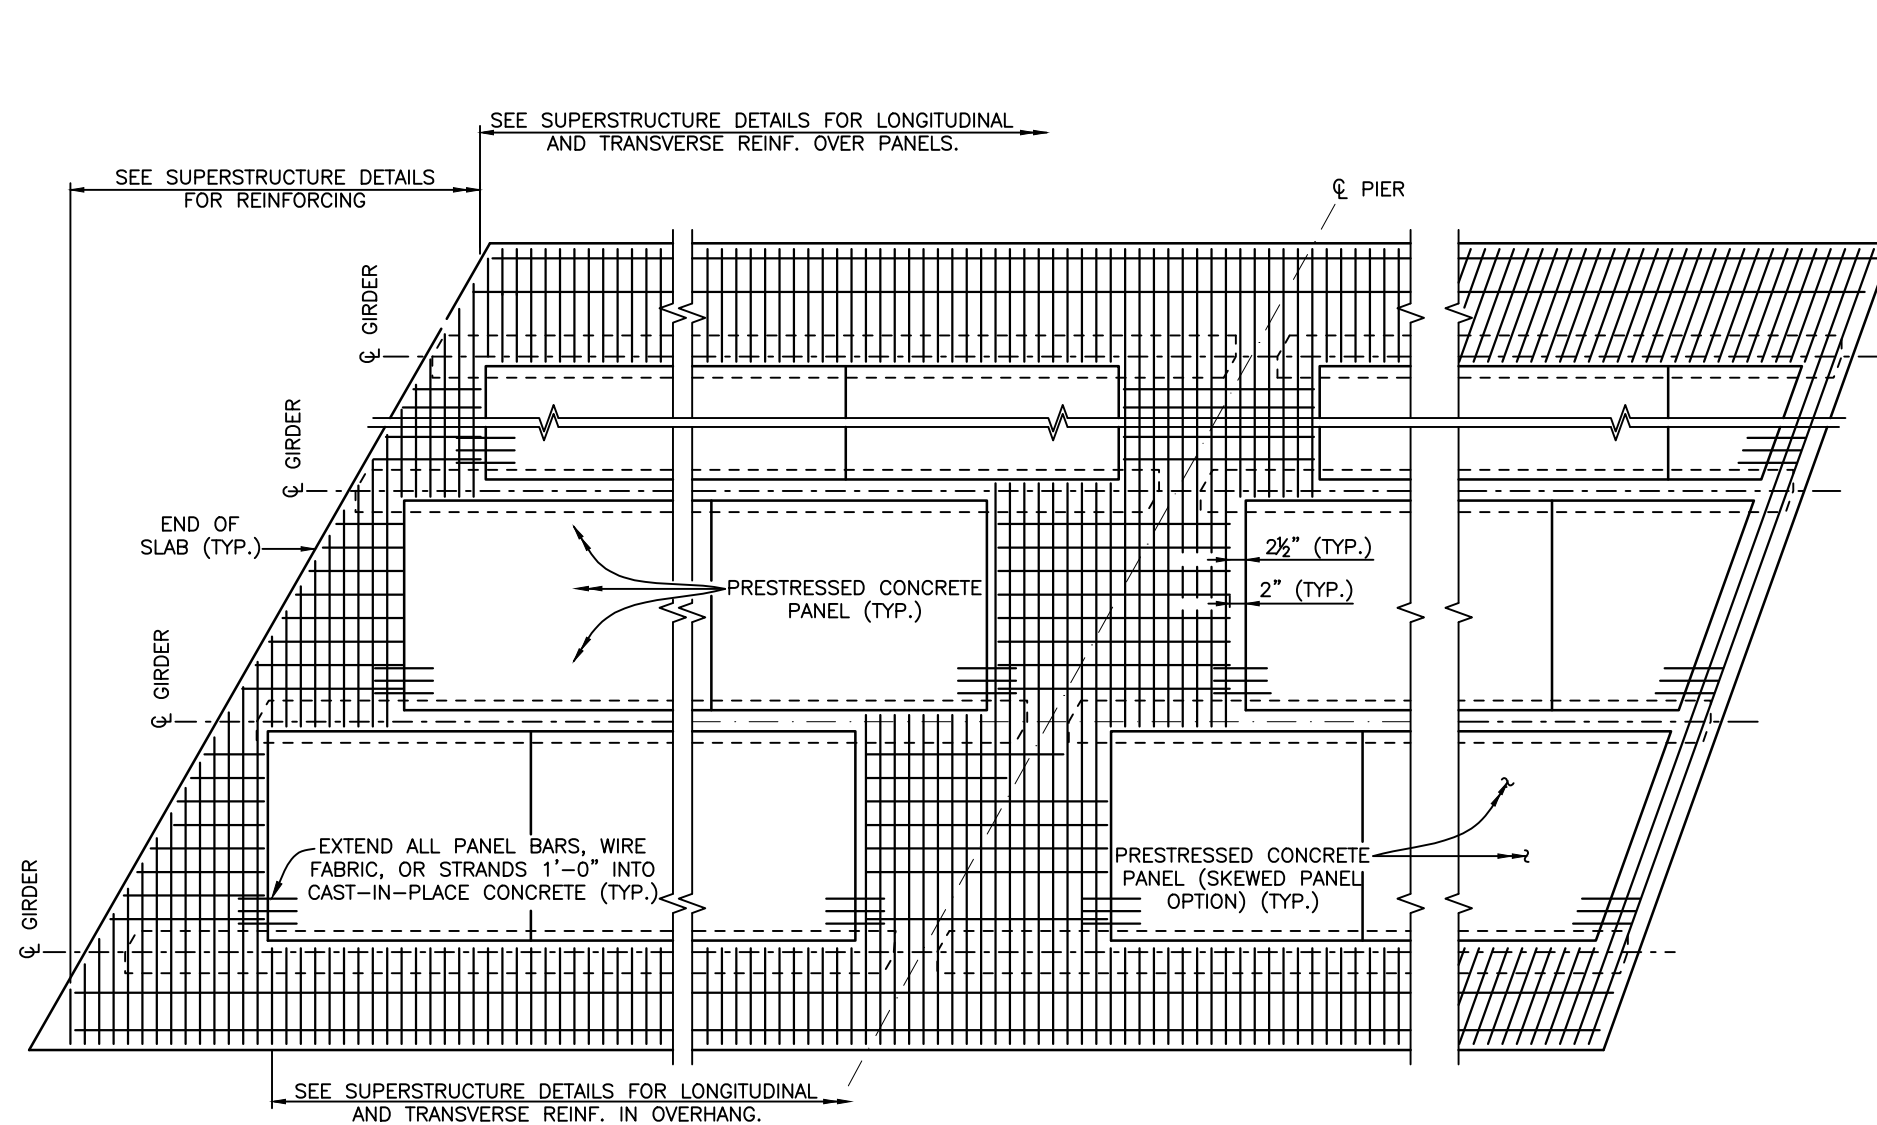 SEE SUPERSTRUCTURE DETAILS FOR LONGITUDINAL
AND TRANSVERSE REINF. OVER PANELS.
SEE SUPERSTRUCTURE DETAILS
FOR REINFORCING
℄ PIER
℄ GIRDER
℄ GIRDER
END OF
SLAB (TYP.)
2½" (TYP.)
2" (TYP.)
PRESTRESSED CONCRETE
PANEL (TYP.)
℄ GIRDER
EXTEND ALL PANEL BARS, WIRE
FABRIC, OR STRANDS 1'-0" INTO
CAST-IN-PLACE CONCRETE (TYP.)
PRESTRESSED CONCRETE
PANEL (SKEWED PANEL
OPTION) (TYP.)
℄ GIRDER
SEE SUPERSTRUCTURE DETAILS FOR LONGITUDINAL
AND TRANSVERSE REINF. IN OVERHANG.